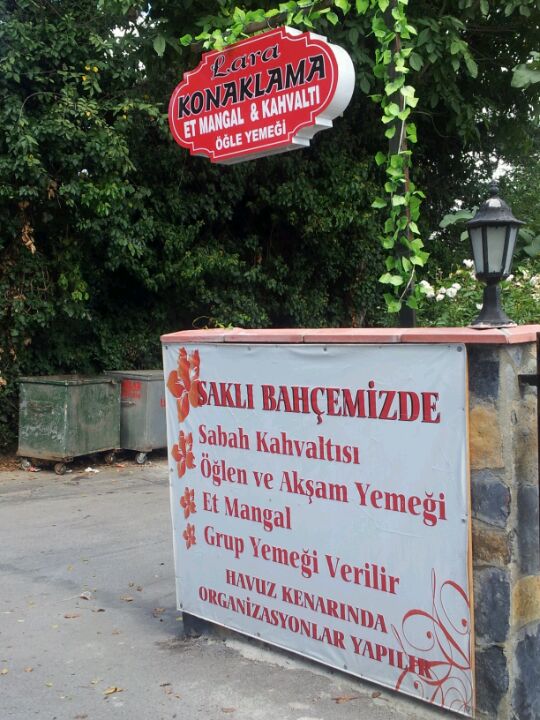 Lara
KONAKLAMA
ET MANGAL & KAHVALTI
ÖĞLE YEMEĞİ
SAKLI BAHÇEMİZDE
Sabah Kahvaltısı
Öğlen ve Akşam Yemeği
Et Mangal
Grup Yemeği Verilir
HAVUZ KENARINDA
ORGANİZASYONLAR YAPILIR